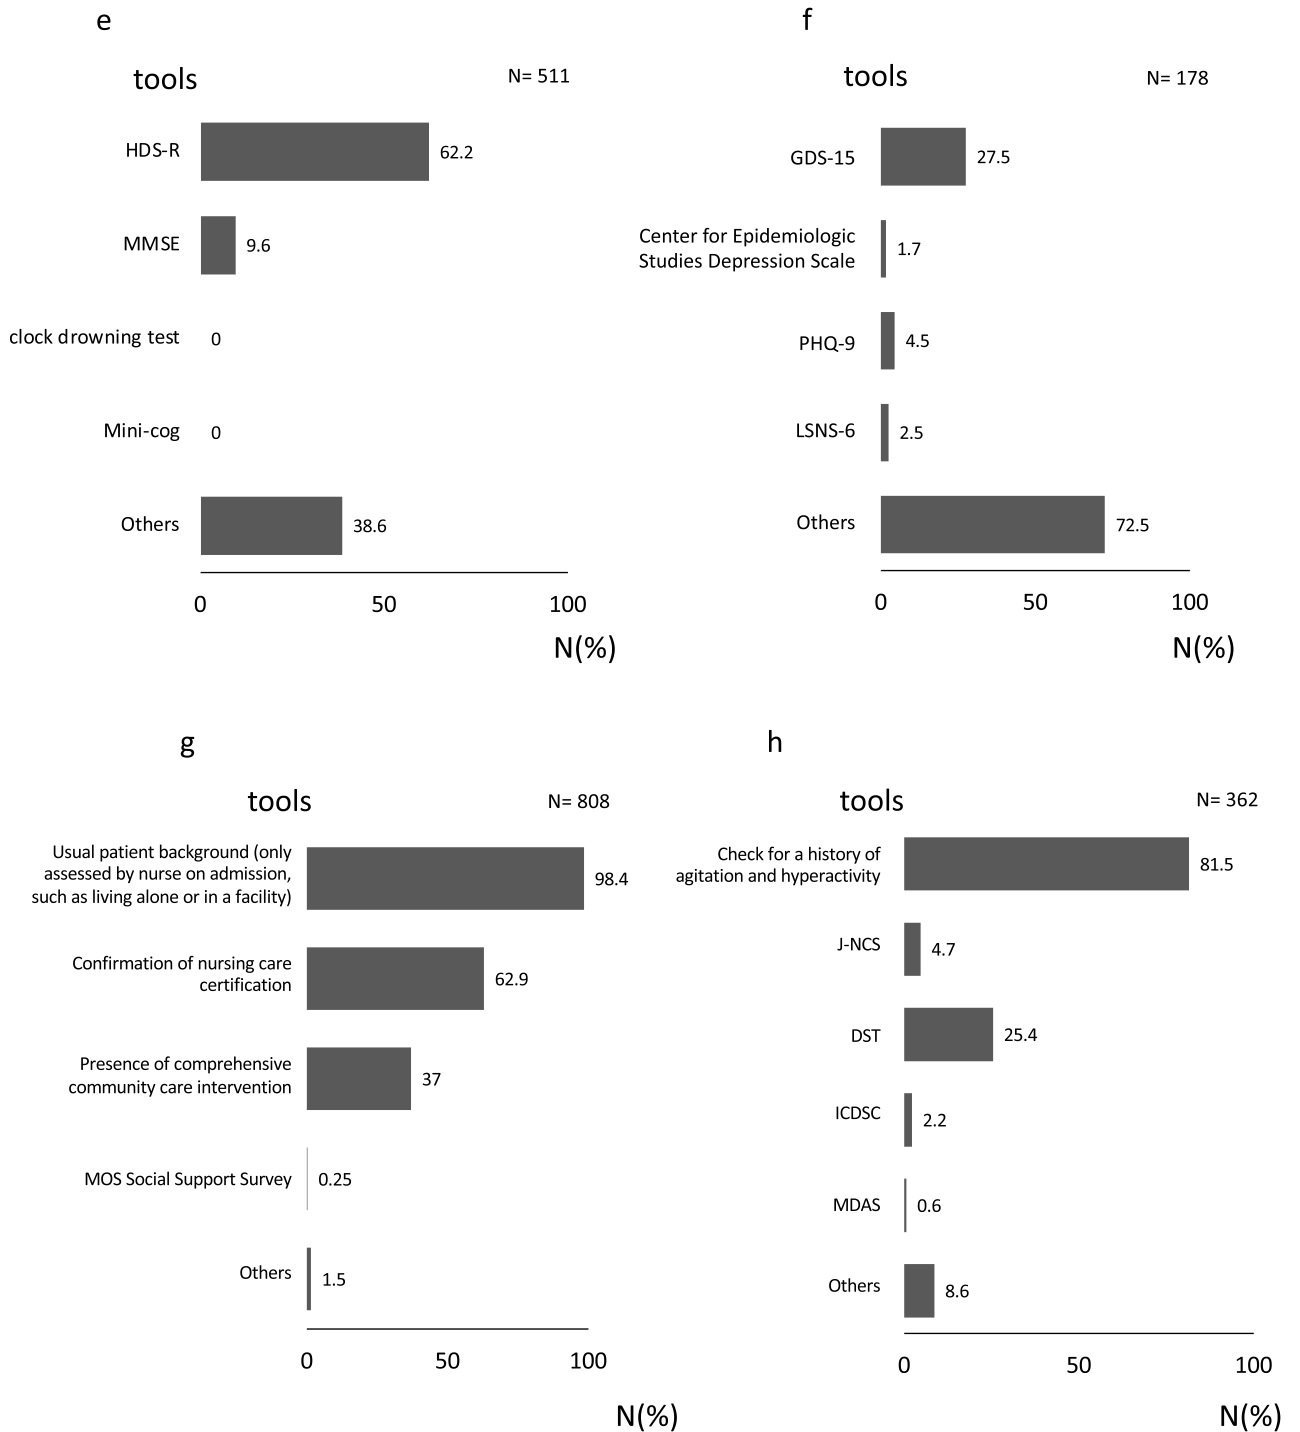 e
tools
N= 511
HDS-R
62.2
MMSE
9.6
clock drowning test
0
Mini-cog
0
Others
38.6
0
50
100
N(%)
f
tools
N= 178
GDS-15
27.5
Center for Epidemiologic
Studies Depression Scale
1.7
PHQ-9
4.5
LSNS-6
2.5
Others
72.5
0
50
100
N(%)
g
tools
N= 808
Usual patient background (only
assessed by nurse on admission,
such as living alone or in a facility)
98.4
Confirmation of nursing care
certification
62.9
Presence of comprehensive
community care intervention
37
MOS Social Support Survey
0.25
Others
1.5
0
50
100
N(%)
h
tools
N= 362
Check for a history of
agitation and hyperactivity
81.5
J-NCS
4.7
DST
25.4
ICDSC
2.2
MDAS
0.6
Others
8.6
0
50
100
N(%)